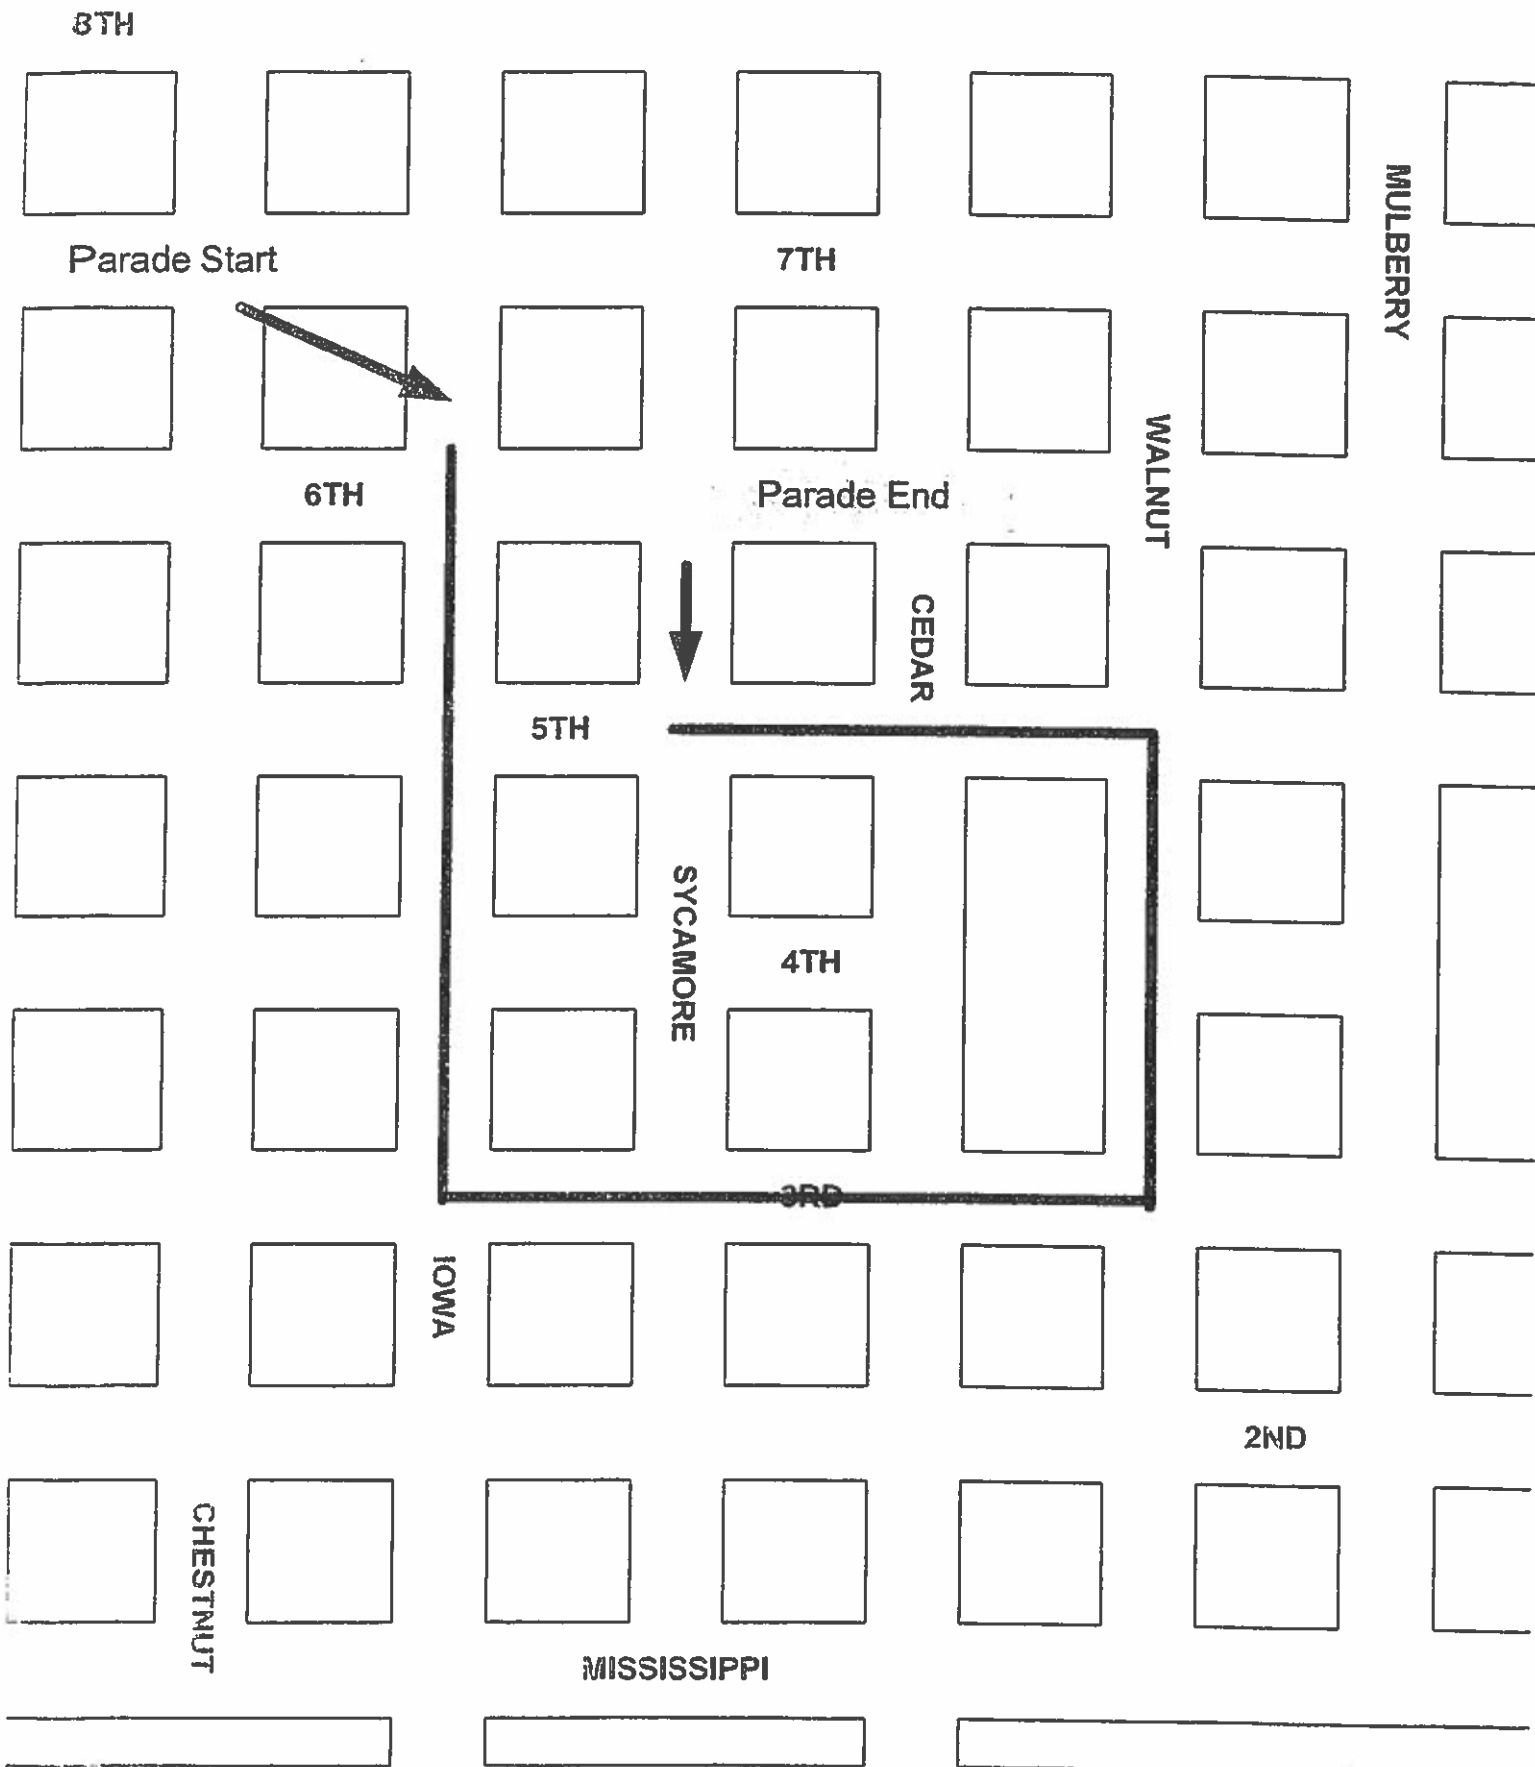 8TH
Parade Start
7TH
MULBERRY
6TH
Parade End
WALNUT
CEDAR
5TH
SYCAMORE
4TH
3RD
IOWA
2ND
CHESTNUT
MISSISSIPPI